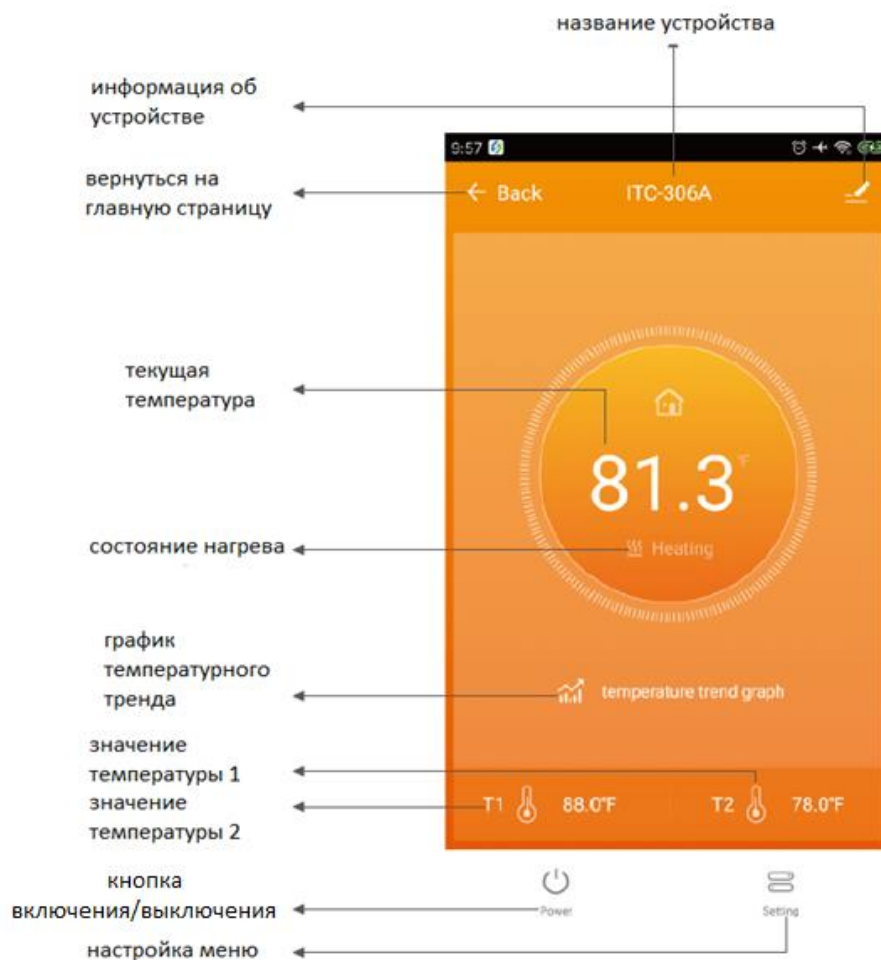 название устройства
информация об
устройстве
9:57
вернуться на
главную страницу
Back
ITC-306A
текущая
температура
81.3
°F
состояние нагрева
Heating
график
температурного
тренда
temperature trend graph
значение
температуры 1
значение
температуры 2
T1 88.0°F
T2 78.0°F
кнопка
включения/выключения
Power
Setting
настройка меню